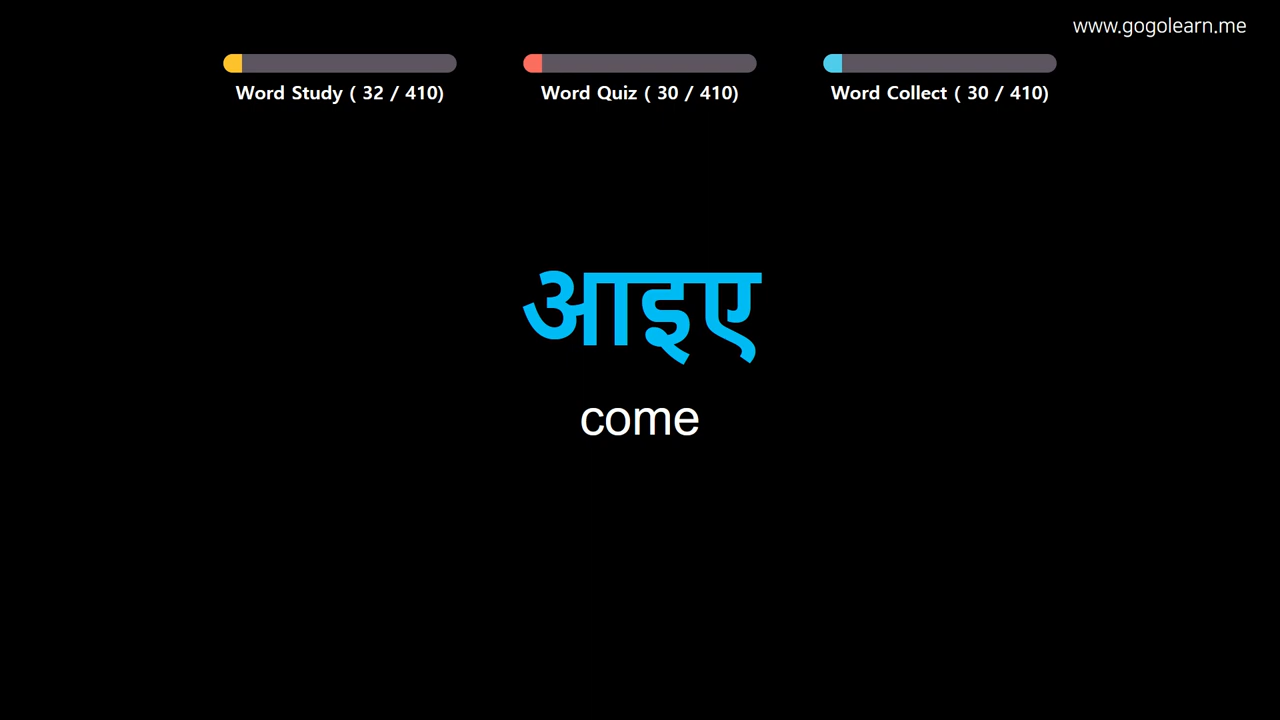 www.gogolearn.me
Word Study ( 32 / 410)
Word Quiz ( 30 / 410)
Word Collect ( 30 / 410)
आइए
come